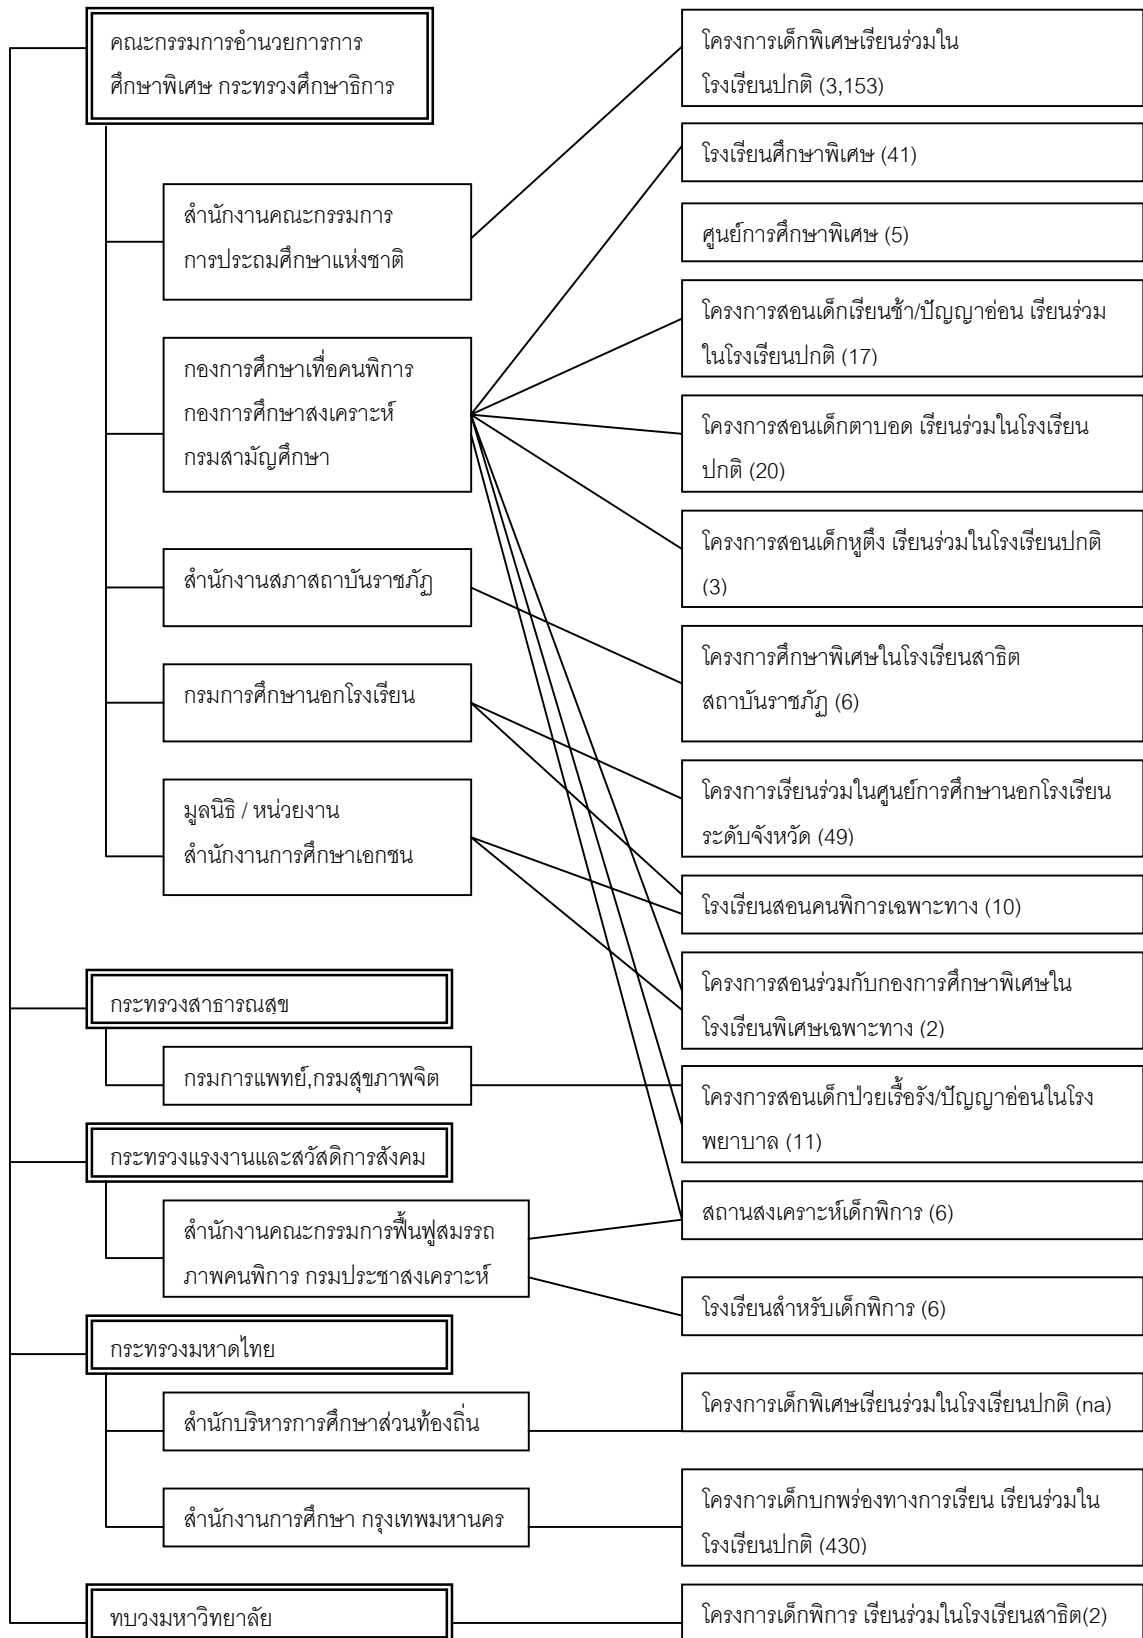 คณะกรรมการอำนวยการการ
ศึกษาพิเศษ กระทรวงศึกษาธิการ
สำนักงานคณะกรรมการ
การประถมศึกษาแห่งชาติ
กองการศึกษาเที่อคนพิการ
กองการศึกษาสงเคราะห์
กรมสามัญศึกษา
สำนักงานสภาสถาบันราชภัฏ
กรมการศึกษานอกโรงเรียน
มูลนิธิ / หน่วยงาน
สำนักงานการศึกษาเอกชน
กระทรวงสาธารณสุข
กรมการแพทย์,กรมสุขภาพจิต
กระทรวงแรงงานและสวัสดิการสังคม
สำนักงานคณะกรรมการฟื้นฟูสมรรถ
ภาพคนพิการ กรมประชาสงเคราะห์
กระทรวงมหาดไทย
สำนักบริหารการศึกษาส่วนท้องถิ่น
สำนักงานการศึกษา กรุงเทพมหานคร
ทบวงมหาวิทยาลัย
โครงการเด็กพิเศษเรียนร่วมใน
โรงเรียนปกติ (3,153)
โรงเรียนศึกษาพิเศษ (41)
ศูนย์การศึกษาพิเศษ (5)
โครงการสอนเด็กเรียนช้า/ปัญญาอ่อน เรียนร่วม
ในโรงเรียนปกติ (17)
โครงการสอนเด็กตาบอด เรียนร่วมในโรงเรียน
ปกติ (20)
โครงการสอนเด็กหูตึง เรียนร่วมในโรงเรียนปกติ
(3)
โครงการศึกษาพิเศษในโรงเรียนสาธิต
สถาบันราชภัฏ (6)
โครงการเรียนร่วมในศูนย์การศึกษานอกโรงเรียน
ระดับจังหวัด (49)
โรงเรียนสอนคนพิการเฉพาะทาง (10)
โครงการสอนร่วมกับกองการศึกษาพิเศษใน
โรงเรียนพิเศษเฉพาะทาง (2)
โครงการสอนเด็กป่วยเรื้อรัง/ปัญญาอ่อนในโรง
พยาบาล (11)
สถานสงเคราะห์เด็กพิการ (6)
โรงเรียนสำหรับเด็กพิการ (6)
โครงการเด็กพิเศษเรียนร่วมในโรงเรียนปกติ (na)
โครงการเด็กบกพร่องทางการเรียน เรียนร่วมใน
โรงเรียนปกติ (430)
โครงการเด็กพิการ เรียนร่วมในโรงเรียนสาธิต(2)